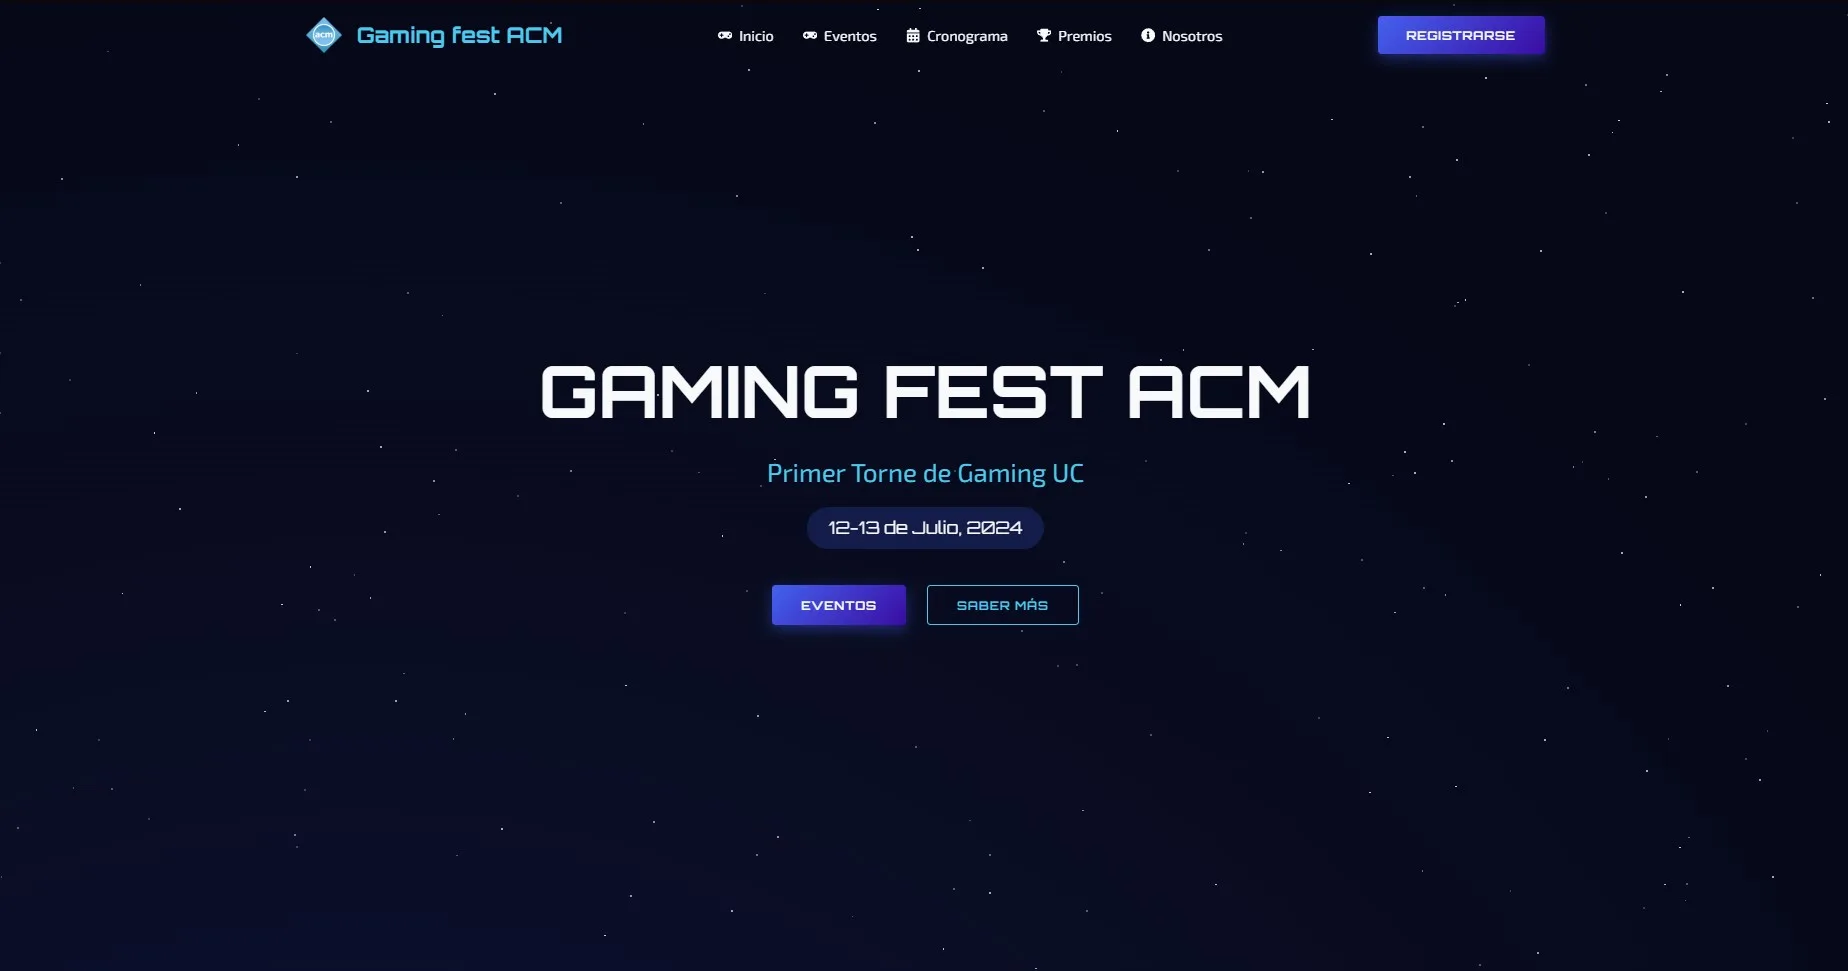 acm Gaming fest ACM
Inicio
Eventos
Cronograma
Premios
Nosotros
REGISTRARSE
GAMING FEST ACM
Primer Torne de Gaming UC
12-13 de Julio, 2024
EVENTOS
SABER MÁS